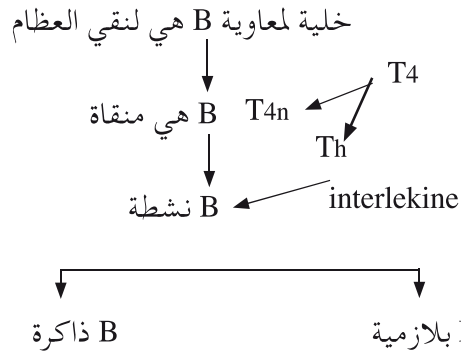 خلية لمعاوية B هي لنقي العظام
T4
B هي منقاة
T4n
Th
B نشطة
interlekine
B ذاكرة
بلازمية